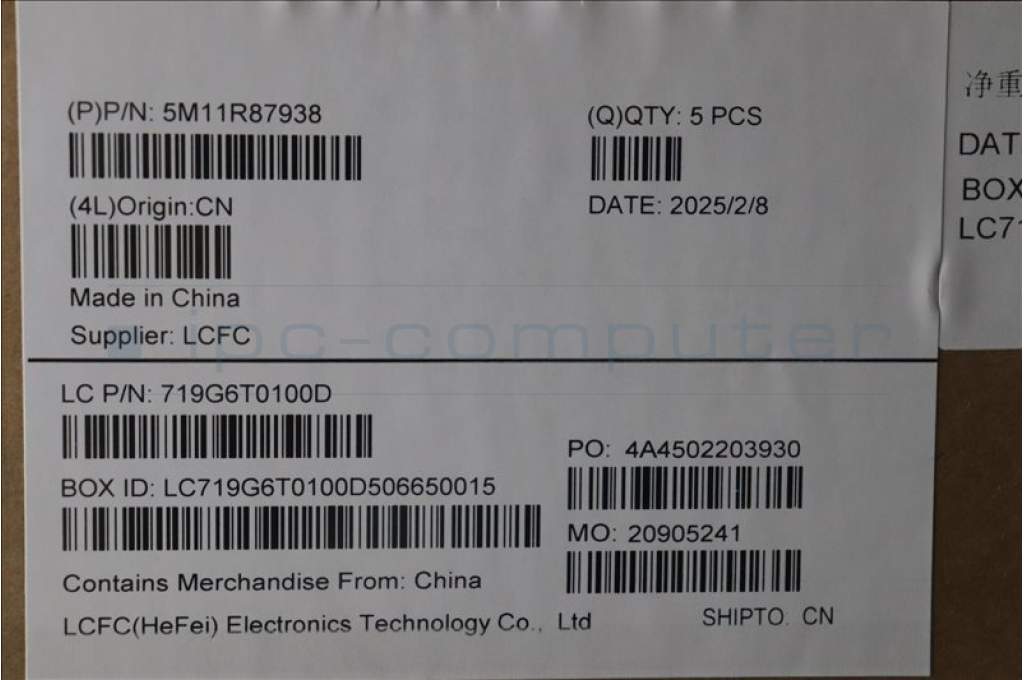 (P)P/N: 5M11R87938
(Q)QTY: 5 PCS
(4L)Origin:CN
DATE: 2025/2/8
Made in China
Supplier: LCFC
ipc-computer
LC P/N: 719G6T0100D
PO: 4A4502203930
BOX ID: LC719G6T0100D506650015
MO: 20905241
Contains Merchandise From: China
LCFC(HeFei) Electronics Technology Co., Ltd
SHIPTO. CN
净重
DAT
BOX
LC71